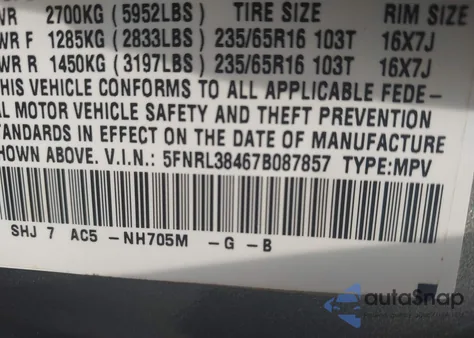 WR 2700KG (5952LBS) TIRE SIZE RIM SIZE
WR F 1285KG (2833LBS) 235/65R16 103T 16X7J
WR R 1450KG (3197LBS) 235/65R16 103T 16X7J
THIS VEHICLE CONFORMS TO ALL APPLICABLE FEDE-
AL MOTOR VEHICLE SAFETY AND THEFT PREVENTION
TANDARDS IN EFFECT ON THE DATE OF MANUFACTURE
HOWN ABOVE. V.I.N.: 5FNRL38467B087857 TYPE:MPV
SHJ 7 AC5 -NH705M -G -B
autoSnap